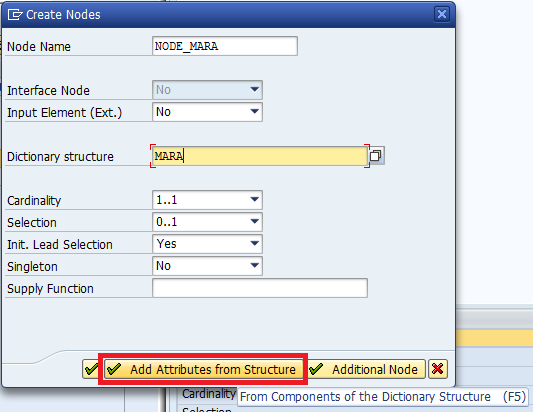 Create Nodes
Node Name NODE_MARA
Interface Node No
Input Element (Ext.) No
Dictionary structure MARA
Cardinality 1..1
Selection 0..1
Init. Lead Selection Yes
Singleton No
Supply Function
Add Attributes from Structure Additional Node
Cardinality From Components of the Dictionary Structure (F5)
Selection